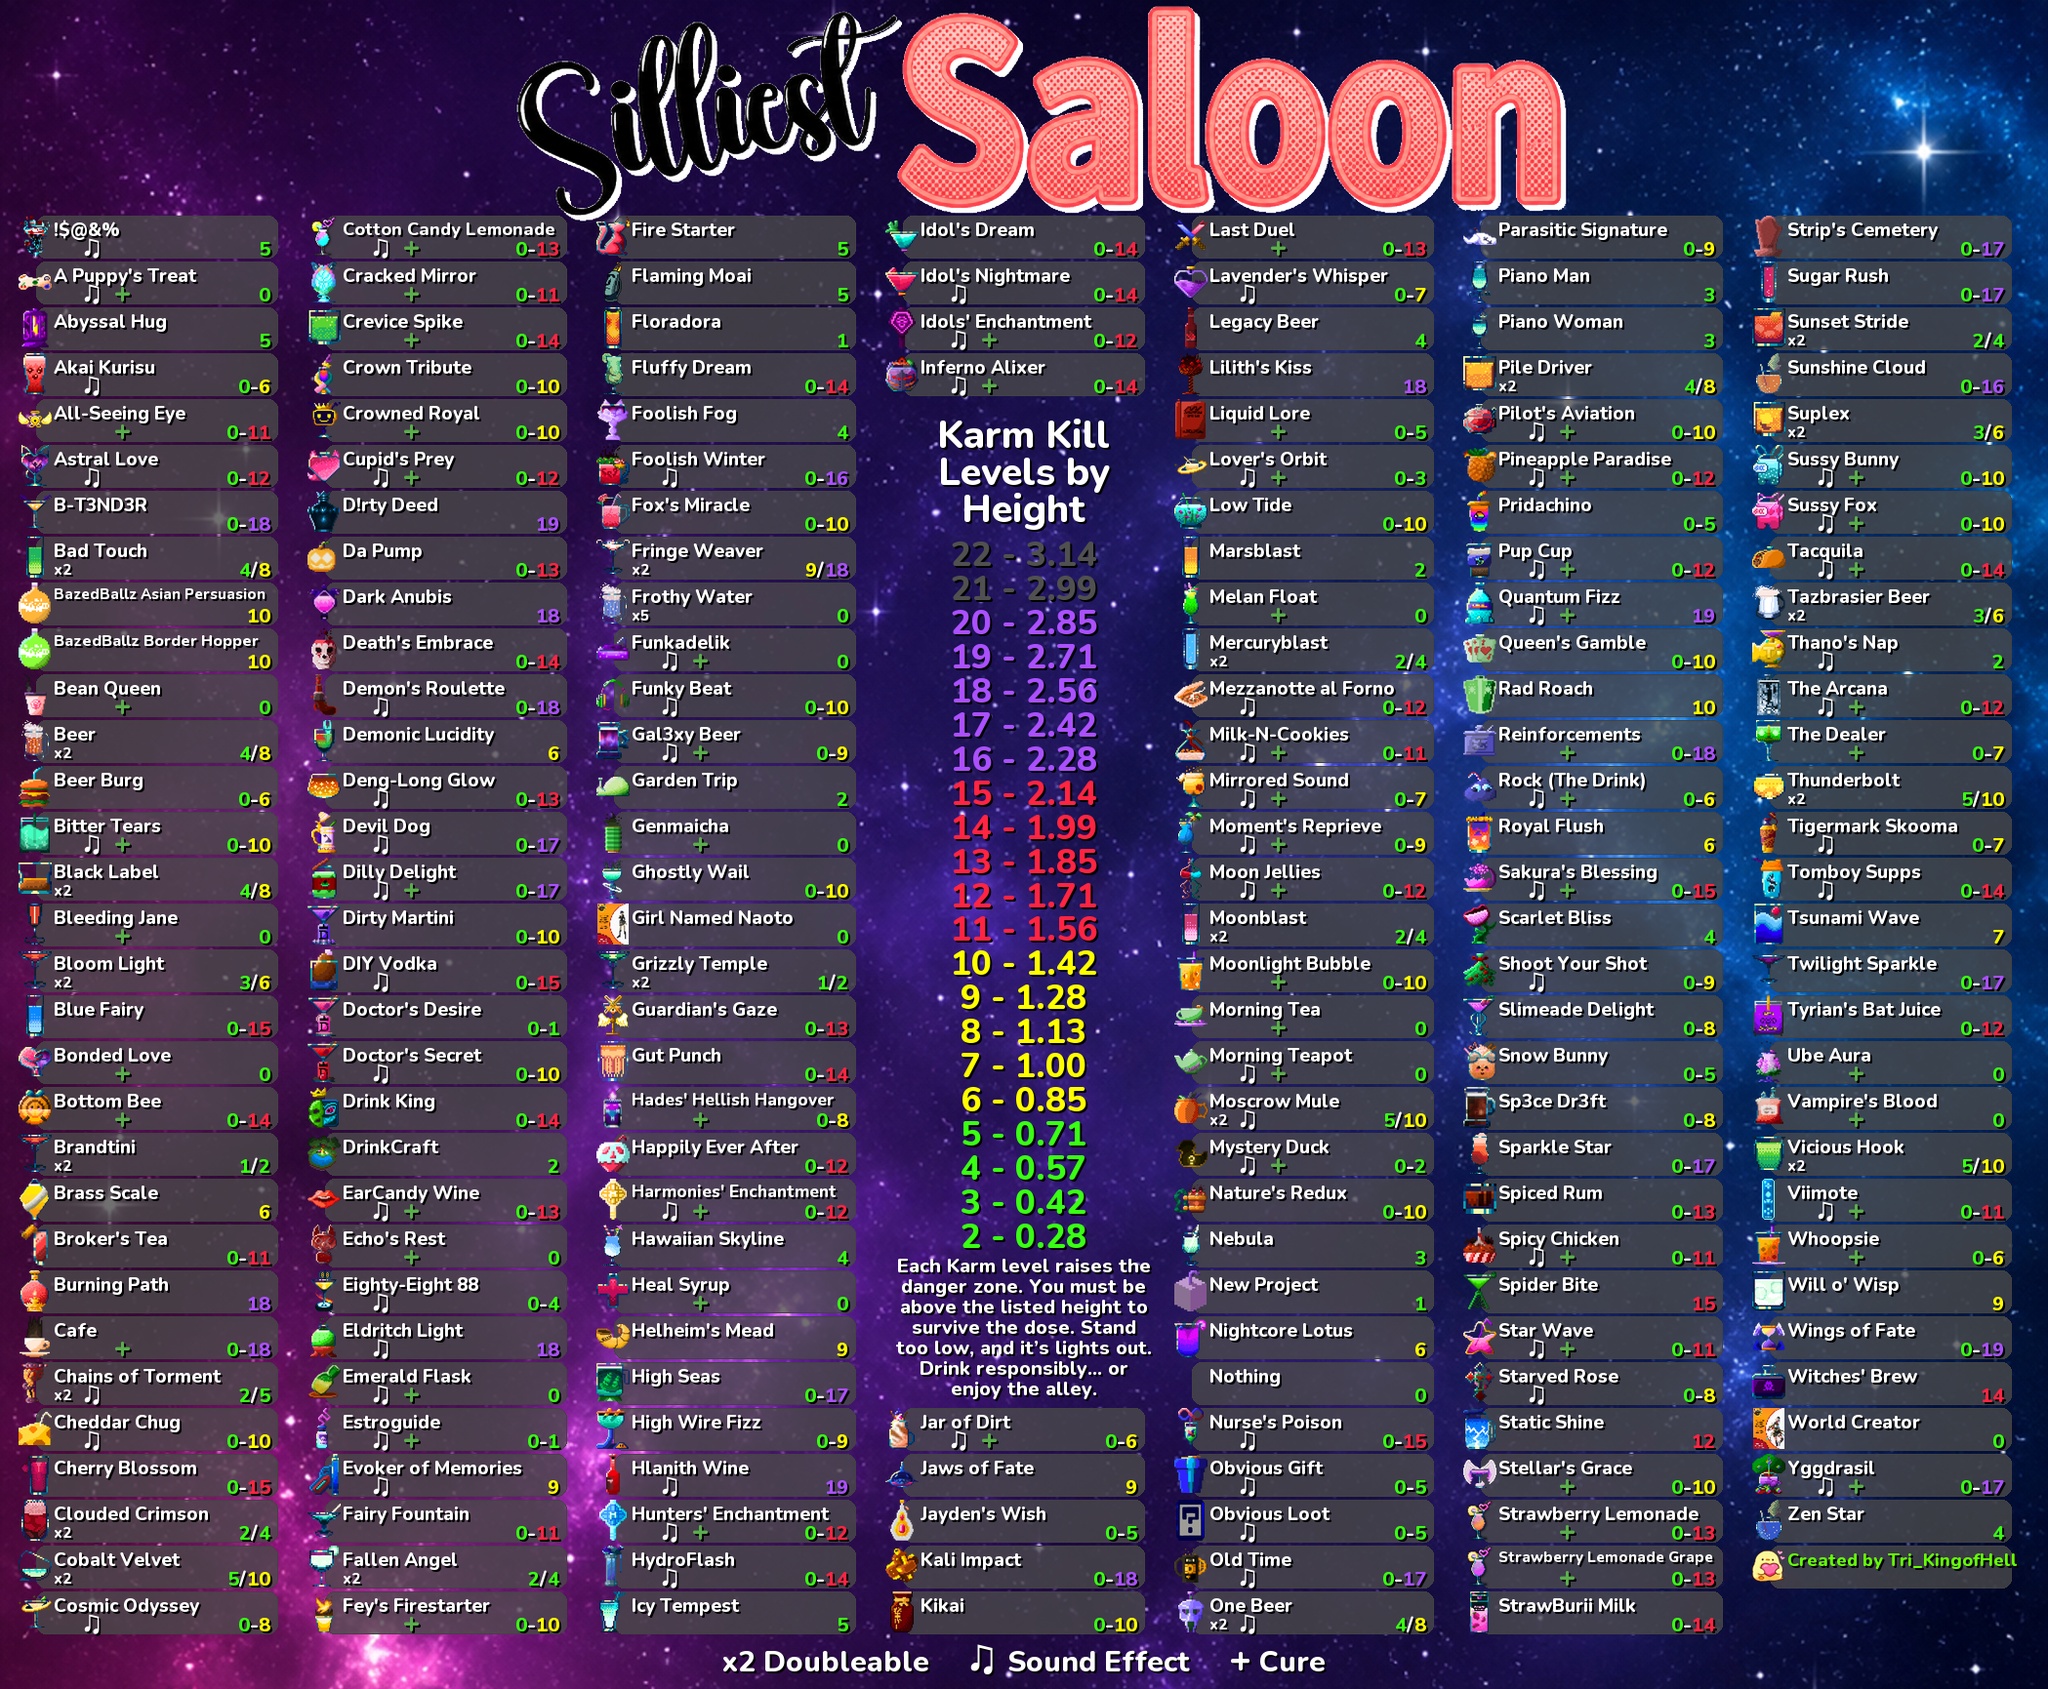 Silliest Saloon
!$@&%
♫ 5
A Puppy's Treat
♫ + 0
Abyssal Hug
5
Akai Kurisu
♫ 0-6
All-Seeing Eye
+ 0-11
Astral Love
♫ 0-12
B-T3ND3R
0-18
Bad Touch
x2 4/8
BazedBallz Asian Persuasion
10
BazedBallz Border Hopper
10
Bean Queen
+ 0
Beer
x2 4/8
Beer Burg
0-6
Bitter Tears
♫ + 0-10
Black Label
x2 4/8
Bleeding Jane
+ 0
Bloom Light
x2 3/6
Blue Fairy
0-15
Bonded Love
+ 0
Bottom Bee
+ 0-14
Brandtini
x2 1/2
Brass Scale
6
Broker's Tea
0-11
Burning Path
18
Cafe
+ 0-18
Chains of Torment
x2 ♫ 2/5
Cheddar Chug
♫ 0-10
Cherry Blossom
0-15
Clouded Crimson
x2 2/4
Cobalt Velvet
x2 5/10
Cosmic Odyssey
♫ 0-8
Cotton Candy Lemonade
♫ + 0-13
Cracked Mirror
+ 0-11
Crevice Spike
+ 0-14
Crown Tribute
0-10
Crowned Royal
+ 0-10
Cupid's Prey
♫ + 0-12
D!rty Deed
19
Da Pump
0-13
Dark Anubis
18
Death's Embrace
0-14
Demon's Roulette
♫ 0-18
Demonic Lucidity
6
Deng-Long Glow
♫ 0-13
Devil Dog
♫ 0-17
Dilly Delight
♫ + 0-17
Dirty Martini
0-10
DIY Vodka
♫ 0-15
Doctor's Desire
0-1
Doctor's Secret
♫ 0-10
Drink King
0-14
DrinkCraft
2
EarCandy Wine
♫ + 0-13
Echo's Rest
+ 0
Eighty-Eight 88
♫ 0-4
Eldritch Light
♫ 18
Emerald Flask
♫ + 0
Estroguide
♫ + 0-1
Evoker of Memories
♫ 9
Fairy Fountain
0-11
Fallen Angel
x2 2/4
Fey's Firestarter
+ 0-10
Fire Starter
5
Flaming Moai
5
Floradora
1
Fluffy Dream
0-14
Foolish Fog
4
Foolish Winter
♫ 0-16
Fox's Miracle
0-10
Fringe Weaver
x2 9/18
Frothy Water
x5 0
Funkadelik
♫ + 0
Funky Beat
♫ 0-10
Gal3xy Beer
♫ + 0-9
Garden Trip
2
Genmaicha
+ 0
Ghostly Wail
0-10
Girl Named Naoto
0
Grizzly Temple
x2 1/2
Guardian's Gaze
0-13
Gut Punch
0-14
Hades' Hellish Hangover
+ 0-8
Happily Ever After
0-12
Harmonies' Enchantment
♫ + 0-12
Hawaiian Skyline
4
Heal Syrup
+ 0
Helheim's Mead
9
High Seas
0-17
High Wire Fizz
0-9
Hlanith Wine
19
Hunters' Enchantment
♫ + 0-12
HydroFlash
♫ 0-14
Icy Tempest
5
Idol's Dream
0-14
Idol's Nightmare
♫ 0-14
Idols' Enchantment
♫ + 0-12
Inferno Alixer
♫ + 0-14
Karm Kill
Levels by
Height
22 - 3.14
21 - 2.99
20 - 2.85
19 - 2.71
18 - 2.56
17 - 2.42
16 - 2.28
15 - 2.14
14 - 1.99
13 - 1.85
12 - 1.71
11 - 1.56
10 - 1.42
9 - 1.28
8 - 1.13
7 - 1.00
6 - 0.85
5 - 0.71
4 - 0.57
3 - 0.42
2 - 0.28
Each Karm level raises the
danger zone. You must be
above the listed height to
survive the dose. Stand
too low, and it's lights out.
Drink responsibly... or
enjoy the alley.
Jar of Dirt
♫ + 0-6
Jaws of Fate
9
Jayden's Wish
0-5
Kali Impact
0-18
Kikai
0-10
Last Duel
+ 0-13
Lavender's Whisper
♫ 0-7
Legacy Beer
4
Lilith's Kiss
18
Liquid Lore
+ 0-5
Lover's Orbit
♫ + 0-3
Low Tide
0-10
Marsblast
2
Melan Float
+ 0
Mercuryblast
x2 2/4
Mezzanotte al Forno
♫ 0-12
Milk-N-Cookies
♫ + 0-11
Mirrored Sound
♫ + 0-7
Moment's Reprieve
♫ + 0-9
Moon Jellies
♫ + 0-12
Moonblast
x2 2/4
Moonlight Bubble
+ 0-10
Morning Tea
+ 0
Morning Teapot
♫ + 0
Moscrow Mule
x2 ♫ 5/10
Mystery Duck
♫ + 0-2
Nature's Redux
0-10
Nebula
3
New Project
1
Nightcore Lotus
6
Nothing
0
Nurse's Poison
♫ 0-15
Obvious Gift
♫ 0-5
Obvious Loot
♫ 0-5
Old Time
♫ 0-17
One Beer
x2 ♫ 4/8
Parasitic Signature
0-9
Piano Man
3
Piano Woman
3
Pile Driver
x2 4/8
Pilot's Aviation
♫ + 0-10
Pineapple Paradise
♫ + 0-12
Pridachino
0-5
Pup Cup
♫ + 0-12
Quantum Fizz
♫ + 19
Queen's Gamble
0-10
Rad Roach
10
Reinforcements
+ 0-18
Rock (The Drink)
♫ + 0-6
Royal Flush
6
Sakura's Blessing
♫ + 0-15
Scarlet Bliss
4
Shoot Your Shot
♫ 0-9
Slimeade Delight
0-8
Snow Bunny
0-5
Sp3ce Dr3ft
0-8
Sparkle Star
0-17
Spiced Rum
0-13
Spicy Chicken
♫ + 0-11
Spider Bite
15
Star Wave
♫ + 0-11
Starved Rose
♫ 0-8
Static Shine
12
Stellar's Grace
+ 0-10
Strawberry Lemonade
+ 0-13
Strawberry Lemonade Grape
+ 0-13
StrawBurii Milk
0-14
Strip's Cemetery
0-17
Sugar Rush
0-17
Sunset Stride
x2 2/4
Sunshine Cloud
0-16
Suplex
x2 3/6
Sussy Bunny
♫ + 0-10
Sussy Fox
♫ + 0-10
Tacquila
♫ + 0-14
Tazbrasier Beer
x2 3/6
Thano's Nap
♫ 2
The Arcana
♫ + 0-12
The Dealer
+ 0-7
Thunderbolt
x2 5/10
Tigermark Skooma
♫ 0-7
Tomboy Supps
♫ 0-14
Tsunami Wave
7
Twilight Sparkle
0-17
Tyrian's Bat Juice
0-12
Ube Aura
+ 0
Vampire's Blood
+ 0
Vicious Hook
x2 5/10
Viimote
♫ + 0-11
Whoopsie
+ 0-6
Will o' Wisp
9
Wings of Fate
0-19
Witches' Brew
14
World Creator
0
Yggdrasil
♫ + 0-17
Zen Star
4
Created by Tri_KingofHell
x2 Doubleable ♫ Sound Effect + Cure